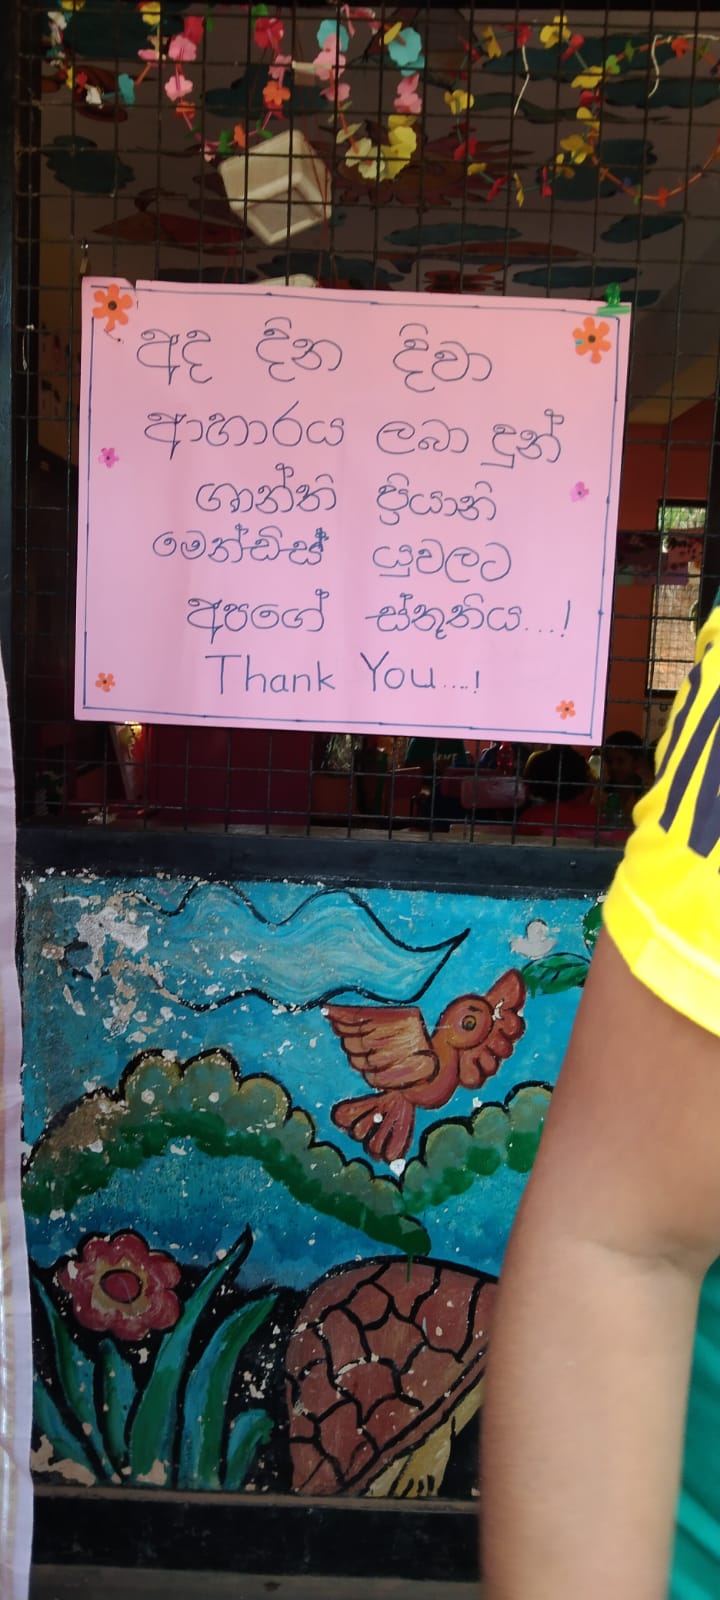 අද දින දිවා
ආහාරය ලබා දුන්
ශාන්ති ප්‍රියානි
මෙන්ඩිස් යුවලට
අපගේ ස්තූතිය...!
Thank You....!